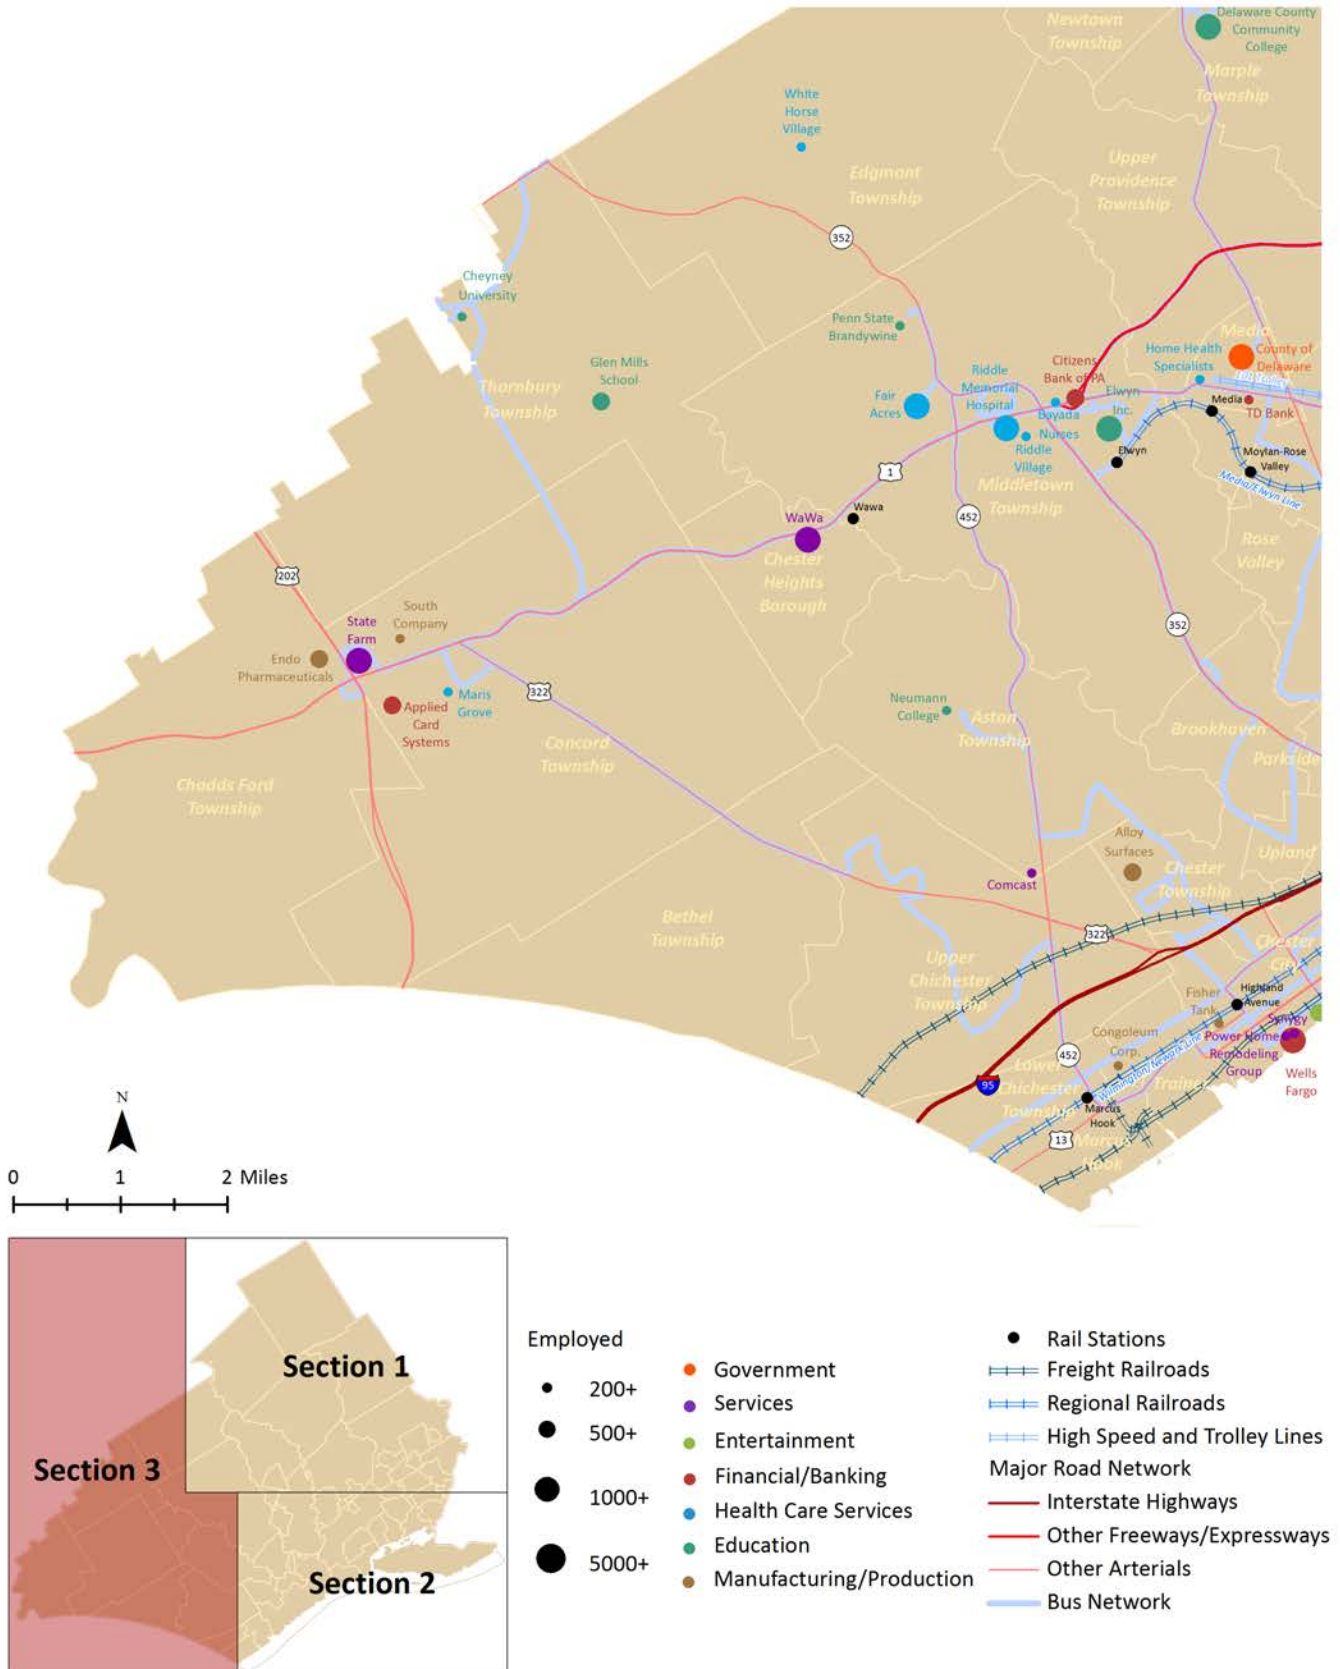 Newtown
Township
Delaware County
Community
College
Marple
Township
White
Horse
Village
Edgmont
Township
Upper
Providence
Township
352
Cheyney
University
Penn State
Brandywine
Glen Mills
School
Thornbury
Township
Fair
Acres
Riddle
Memorial
Hospital
Citizens
Bank of PA
Home Health
Specialists
Media
County of
Delaware
Elwyn
Inc.
Bayada
Nurses
Riddle
Village
Media
TD Bank
Elwyn
Moylan-Rose
Valley
Media/Elwyn Line
Middletown
Township
1
452
WaWa
Wawa
Chester
Heights
Borough
Rose
Valley
202
State
Farm
South
Company
352
Endo
Pharmaceuticals
Maris
Grove
322
Applied
Card
Systems
Neumann
College
Aston
Township
Brookhaven
Parkside
Concord
Township
Chadds Ford
Township
Alloy
Surfaces
Upland
Chester
Township
Comcast
Bethel
Township
322
Chester
City
Upper
Chichester
Township
Highland
Avenue
Fisher
Tank
Synygy
Congoleum
Corp.
Power Home
Remodeling
Group
Wells
Fargo
452
Wilmington/Newark Line
95
Lower
Chichester
Township
Trainer
Marcus
Hook
13
Marcus
Hook
N
0 1 2 Miles
Section 1
Section 3
Section 2
Employed
200+
500+
1000+
5000+
Government
Services
Entertainment
Financial/Banking
Health Care Services
Education
Manufacturing/Production
Rail Stations
Freight Railroads
Regional Railroads
High Speed and Trolley Lines
Major Road Network
Interstate Highways
Other Freeways/Expressways
Other Arterials
Bus Network